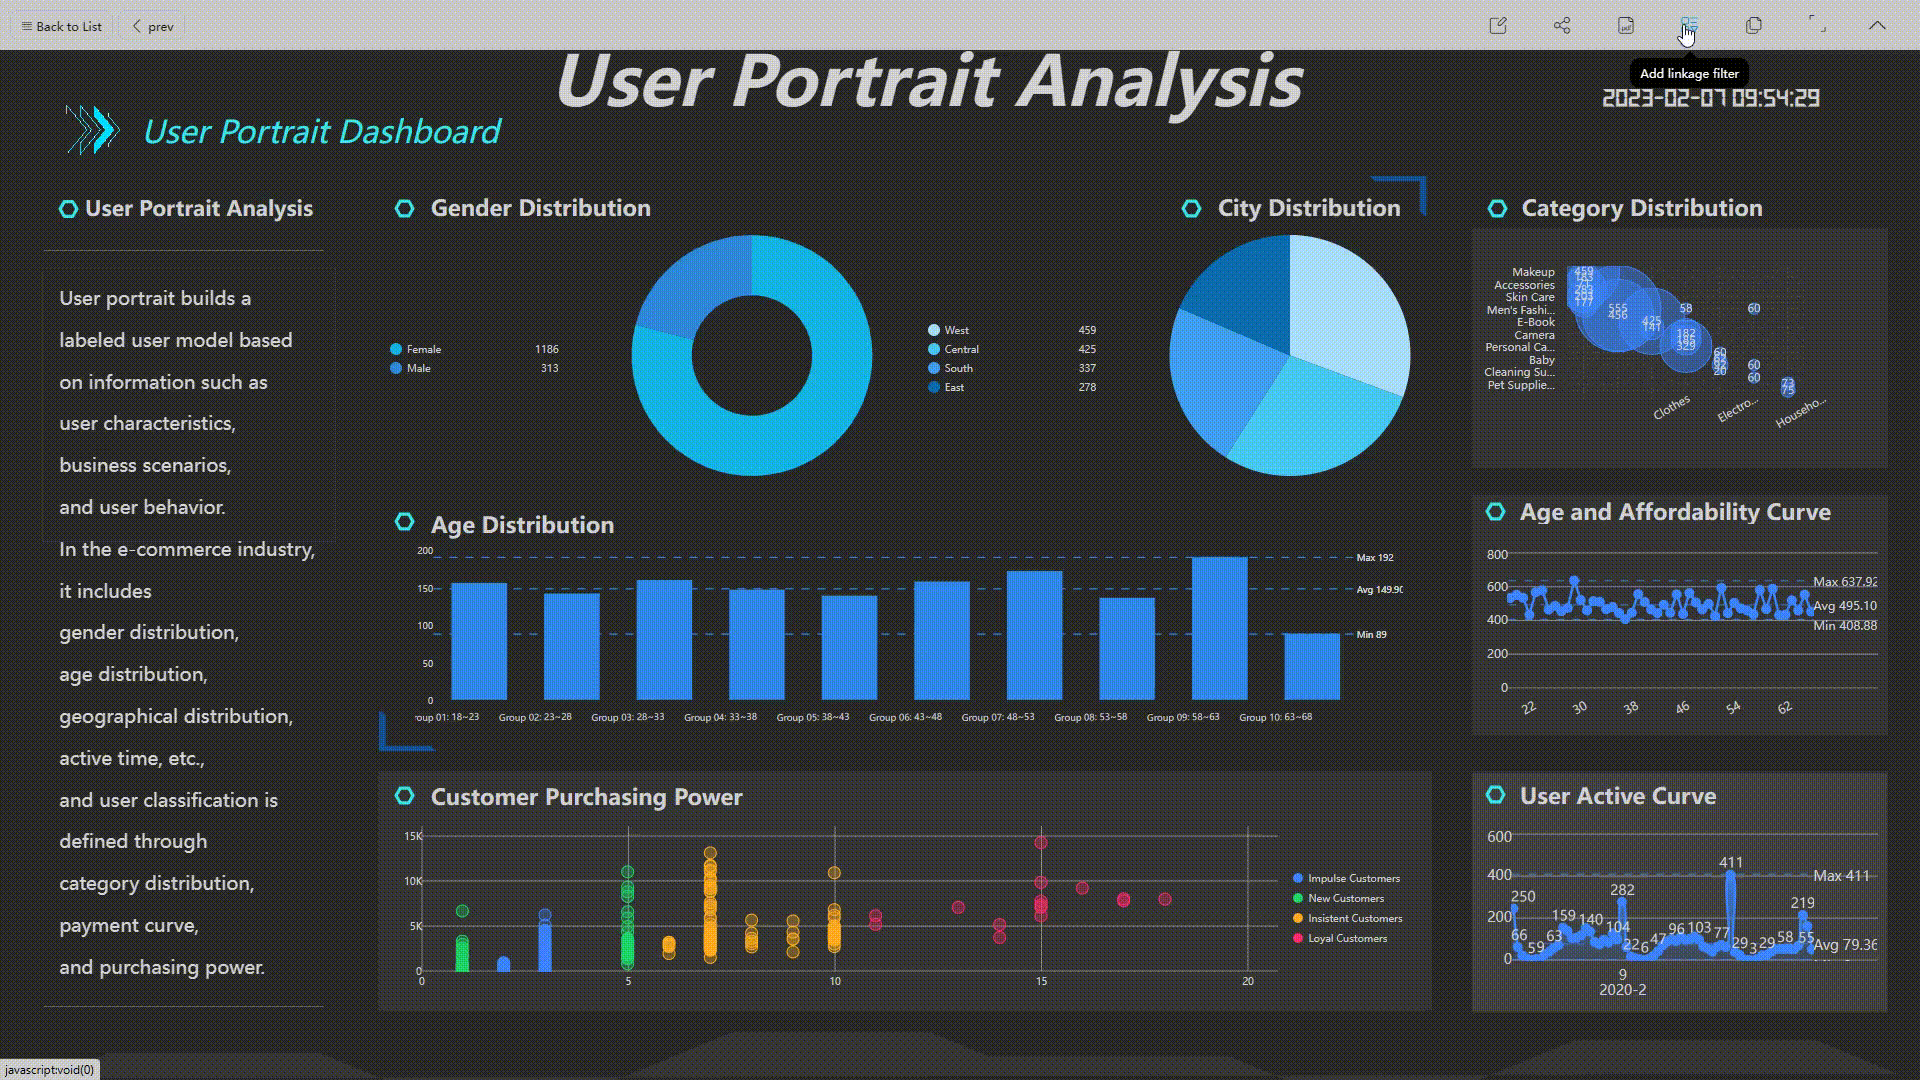 Back to List
prev
Add linkage filter
User Portrait Analysis
2023-02-07 09:54:29
User Portrait Dashboard
User Portrait Analysis
User portrait builds a
labeled user model based
on information such as
user characteristics,
business scenarios,
and user behavior.
In the e-commerce industry,
it includes
gender distribution,
age distribution,
geographical distribution,
active time, etc.,
and user classification is
defined through
category distribution,
payment curve,
and purchasing power.
Gender Distribution
Female 1186
Male 313
City Distribution
West 459
Central 425
South 337
East 278
Category Distribution
Makeup
Accessories
Skin Care
Men's Fashi...
E-Book
Camera
Personal Ca...
Baby
Cleaning Su...
Pet Supplie...
459
177
555
456
58
60
425
141
182
329
60
20
60
60
73
75
Clothes
Electro...
Househo...
Age Distribution
200
150
100
50
0
Max 192
Avg 149.90
Min 89
oup 01: 18~23
Group 02: 23~28
Group 03: 28~33
Group 04: 33~38
Group 05: 38~43
Group 06: 43~48
Group 07: 48~53
Group 08: 53~58
Group 09: 58~63
Group 10: 63~68
Age and Affordability Curve
800
600
400
200
0
Max 637.92
Avg 495.10
Min 408.88
22 30 38 46 54 62
Customer Purchasing Power
15K
10K
5K
0
0 5 10 15 20
Impulse Customers
New Customers
Insistent Customers
Loyal Customers
User Active Curve
600
400
200
0
250
66
59
63
159
140
282
104
22
6
47
96
103
77
411
29
3
29
58
55
219
Max 411
Avg 79.36
9
2020-2
javascript:void(0)